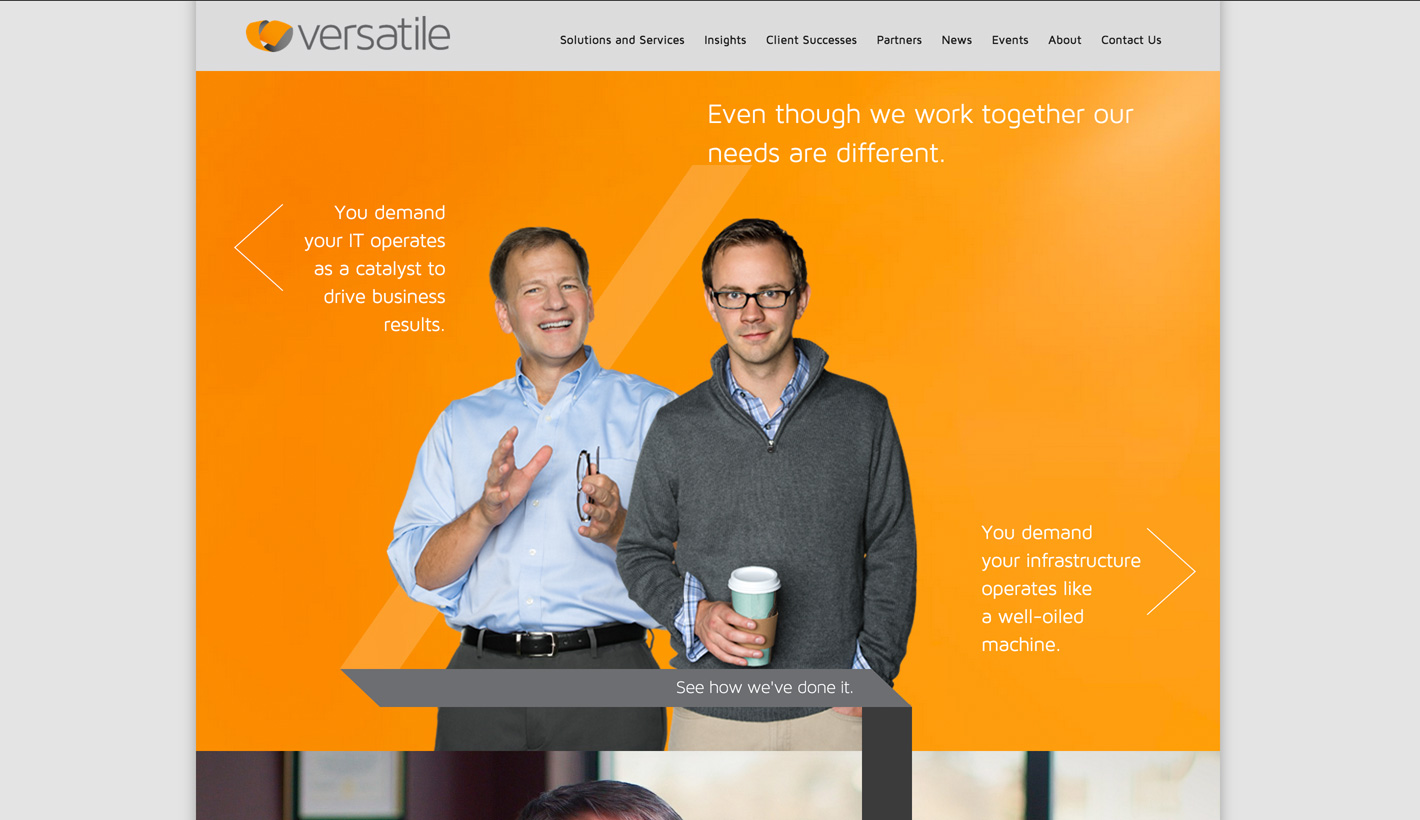 versatile
Solutions and Services Insights Client Successes Partners News Events About Contact Us
Even though we work together our
needs are different.
You demand
your IT operates
as a catalyst to
drive business
results.
You demand
your infrastructure
operates like
a well-oiled
machine.
See how we've done it.